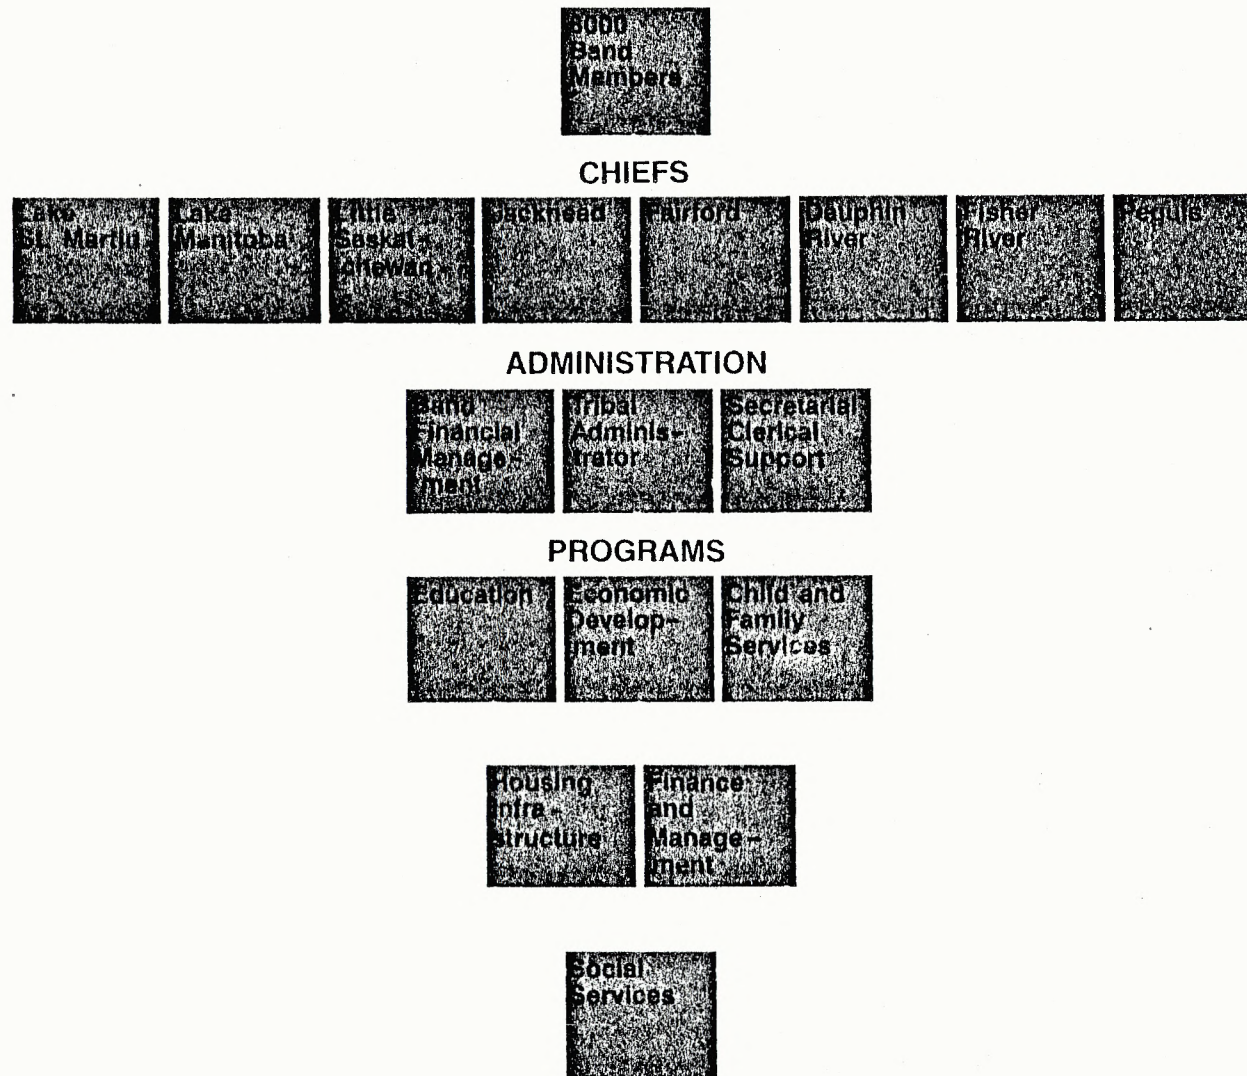 Band
Members
CHIEFS
Lake
St. Martin
Lake
Manitoba
Little
Saskat-
chewan
Jackhead
Fairford
Dauphin
River
Fisher
River
Peguis
ADMINISTRATION
Band
Financial
Manage-
ment
Tribal
Adminis-
trator
Secretarial
Clerical
Support
PROGRAMS
Education
Economic
Develop-
ment
Child and
Family
Services
Housing
Infra-
structure
Finance
and
Manage-
ment
Social
Services